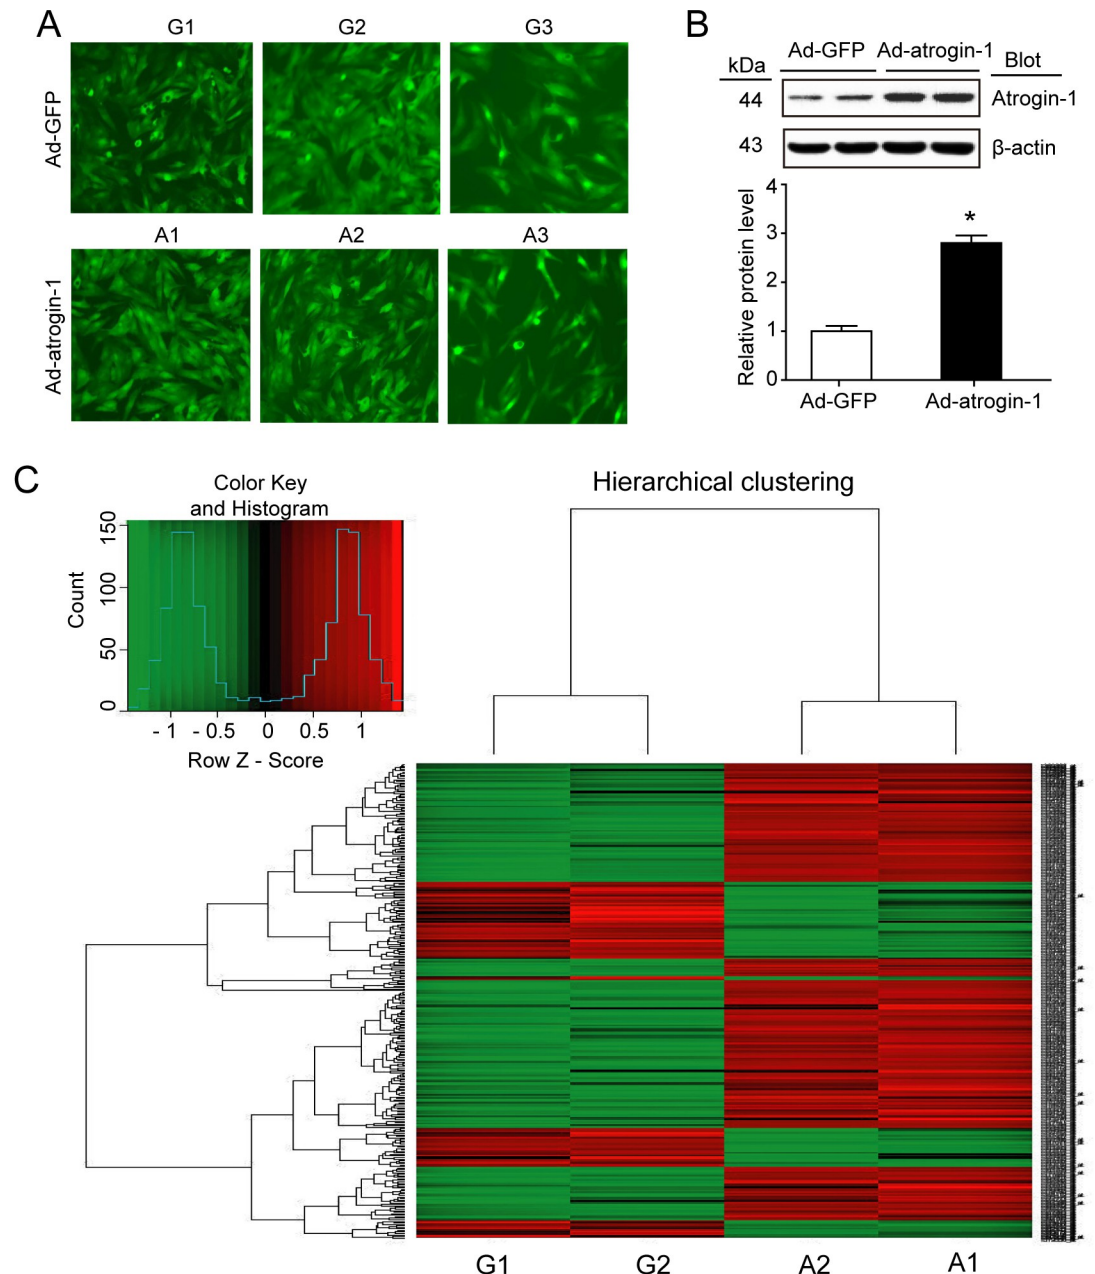 A
G1 G2 G3
Ad-GFP
A1 A2 A3
Ad-atrogin-1
B
Ad-GFP Ad-atrogin-1
kDa Blot
44 Atrogin-1
43 β-actin
Relative protein level
4
3
2
1
0
*
Ad-GFP Ad-atrogin-1
C
Color Key
and Histogram
Count
150
100
50
0
- 1 - 0.5 0 0.5 1
Row Z - Score
Hierarchical clustering
G1 G2 A2 A1